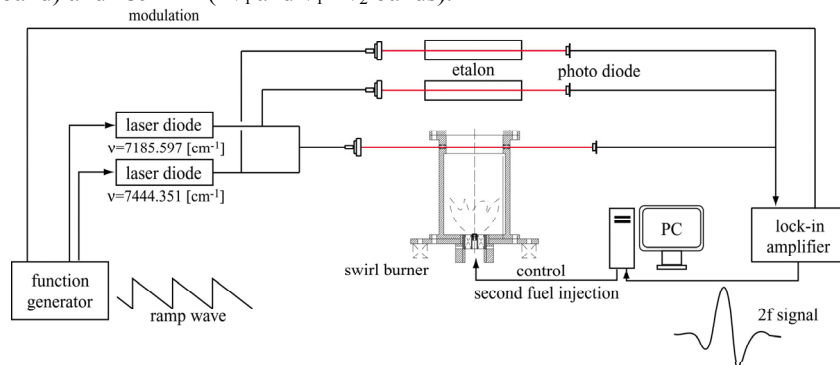 modulation
etalon
photo diode
laser diode
ν=7185.597 [cm-1]
laser diode
ν=7444.351 [cm-1]
PC
lock-in
amplifier
function
generator
swirl burner
control
second fuel injection
ramp wave
2f signal